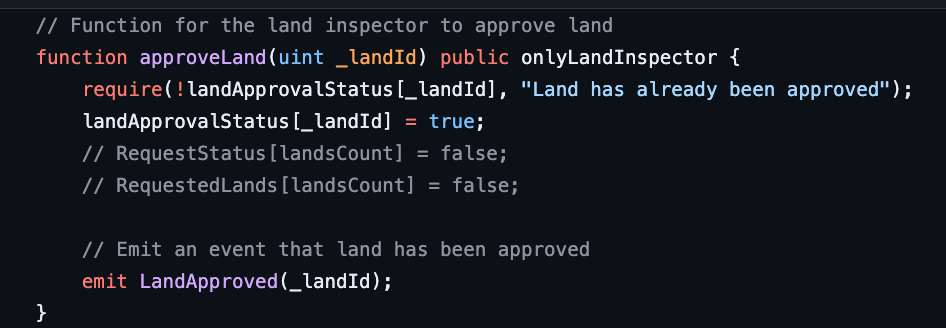 // Function for the land inspector to approve land
function approveLand(uint _landId) public onlyLandInspector {
require(!landApprovalStatus[_landId], "Land has already been approved");
landApprovalStatus[_landId] = true;
// RequestStatus[landsCount] = false;
// RequestedLands[landsCount] = false;
// Emit an event that land has been approved
emit LandApproved(_landId);
}